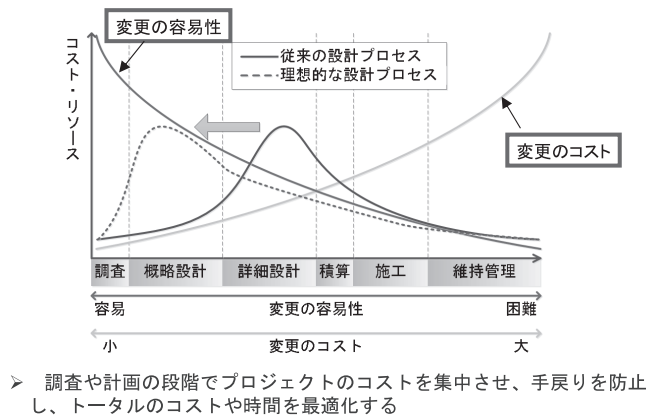 変更の容易性
従来の設計プロセス
理想的な設計プロセス
コスト・リソース
変更のコスト
調査 概略設計 詳細設計 積算 施工 維持管理
容易 変更の容易性 困難
小 変更のコスト 大
➢ 調査や計画の段階でプロジェクトのコストを集中させ、手戻りを防止
し、トータルのコストや時間を最適化する